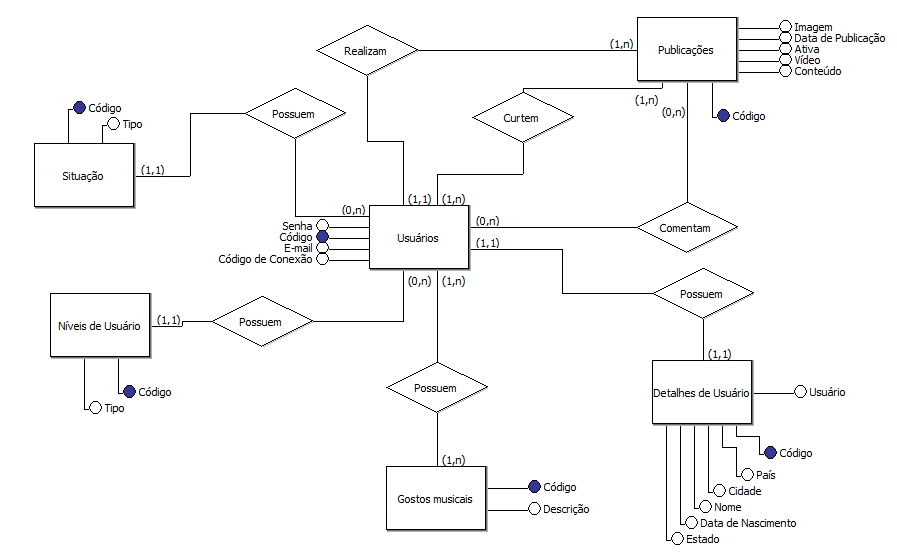 Realizam
(1,n)
Publicações
Imagem
Data de Publicação
Ativa
Vídeo
Conteúdo
Código
(1,n)
(0,n)
Curtem
Código
Tipo
Possuem
Situação
(1,1)
(0,n)
(1,1)
(1,n)
Senha
Código
E-mail
Código de Conexão
Usuários
(0,n)
(1,1)
Comentam
(0,n)
(1,n)
Possuem
(1,1)
Níveis de Usuário
(1,1)
Possuem
Código
Tipo
Possuem
(1,n)
Gostos musicais
Código
Descrição
Detalhes de Usuário
Usuário
Código
País
Cidade
Nome
Data de Nascimento
Estado